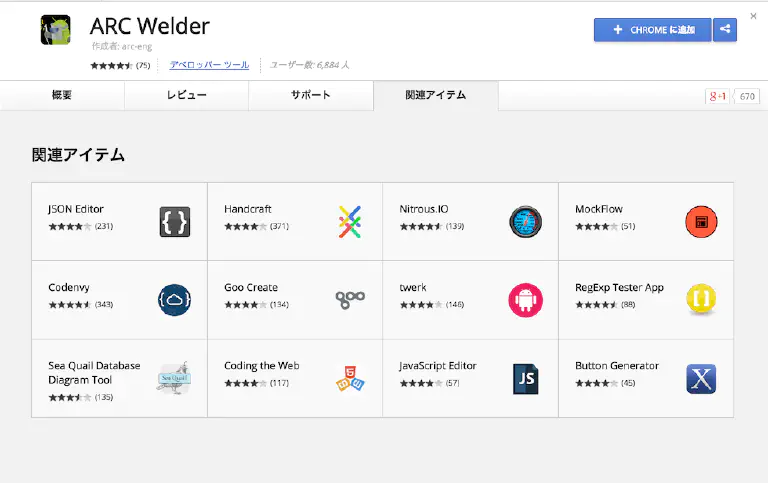 ARC Welder
作成者: arc-eng
(75)
デベロッパー ツール
ユーザー数: 6,884 人
CHROME に追加
概要
レビュー
サポート
関連アイテム
g+1
670
関連アイテム
JSON Editor
(231)
Handcraft
(371)
Nitrous.IO
(139)
MockFlow
(51)
Codenvy
(343)
Goo Create
(134)
goo
twerk
(146)
RegExp Tester App
(88)
Sea Quail Database
Diagram Tool
(135)
Sea Quail
Coding the Web
(117)
JavaScript Editor
(57)
JS
Button Generator
(45)
X